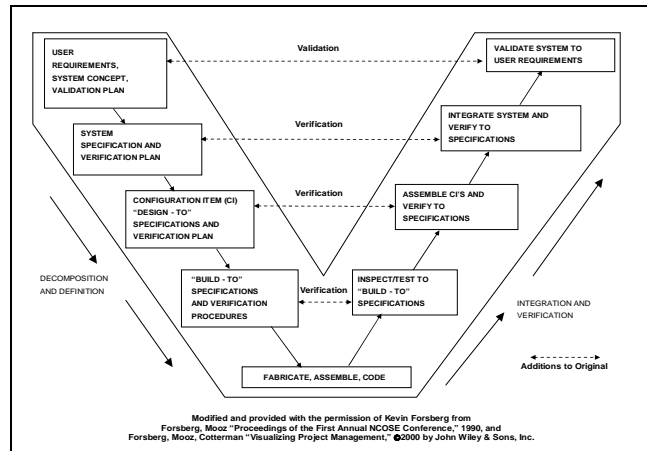 USER
REQUIREMENTS,
SYSTEM CONCEPT,
VALIDATION PLAN
Validation
VALIDATE SYSTEM TO
USER REQUIREMENTS
SYSTEM
SPECIFICATION AND
VERIFICATION PLAN
Verification
INTEGRATE SYSTEM AND
VERIFY TO
SPECIFICATIONS
CONFIGURATION ITEM (CI)
“DESIGN - TO”
SPECIFICATIONS AND
VERIFICATION PLAN
Verification
ASSEMBLE CI'S AND
VERIFY TO
SPECIFICATIONS
DECOMPOSITION
AND DEFINITION
“BUILD - TO”
SPECIFICATIONS
AND VERIFICATION
PROCEDURES
Verification
INSPECT/TEST TO
“BUILD - TO”
SPECIFICATIONS
INTEGRATION AND
VERIFICATION
FABRICATE, ASSEMBLE, CODE
Additions to Original
Modified and provided with the permission of Kevin Forsberg from
Forsberg, Mooz “Proceedings of the First Annual NCOSE Conference,” 1990, and
Forsberg, Mooz, Cotterman “Visualizing Project Management,” ©2000 by John Wiley & Sons, Inc.